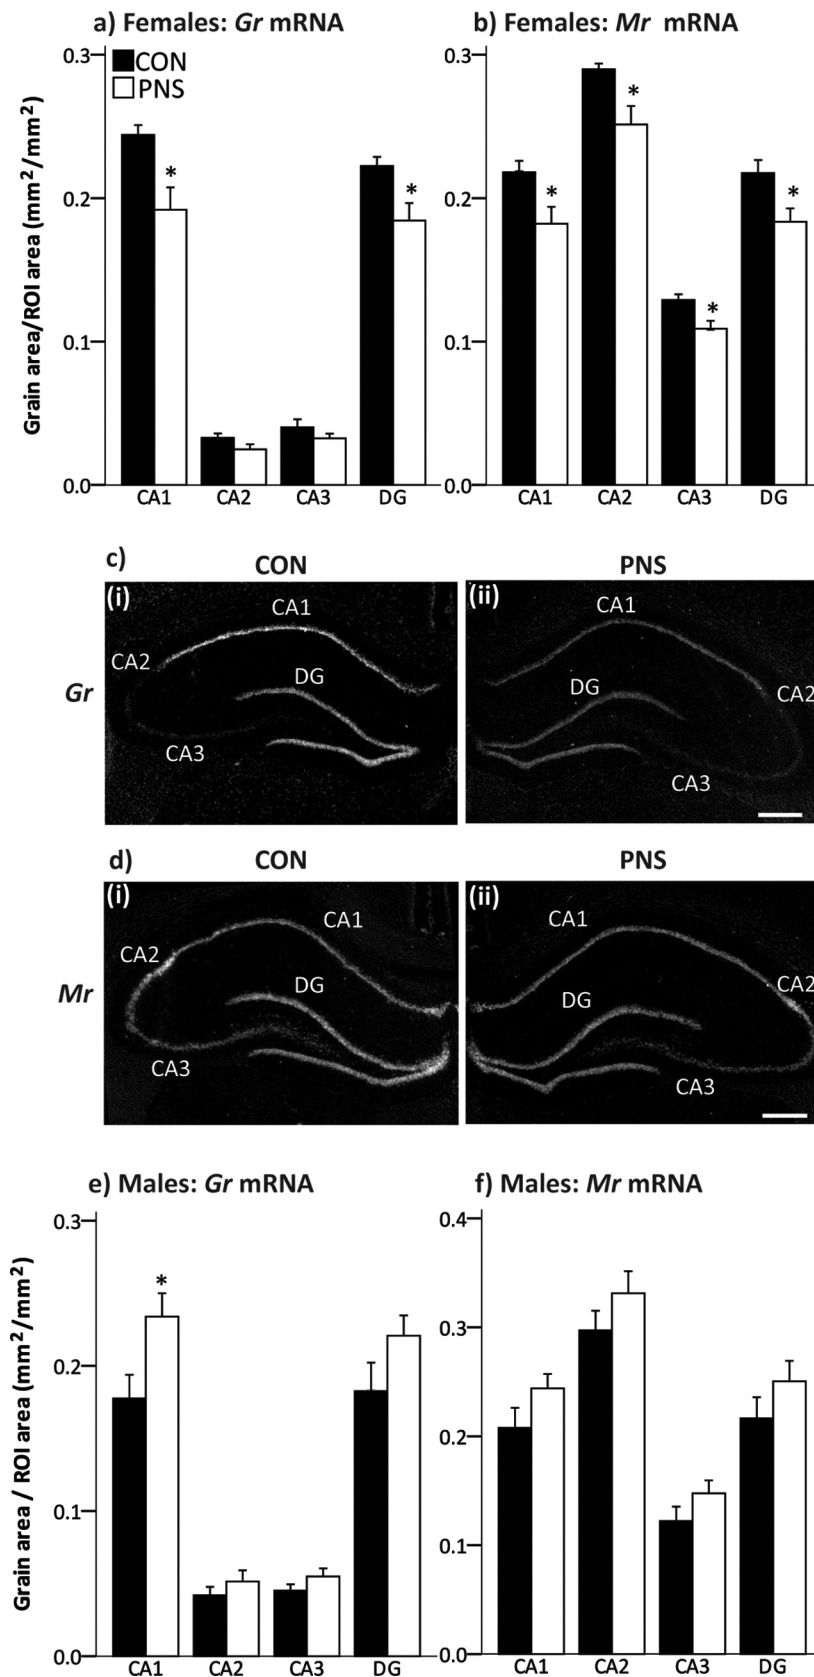 a) Females: Gr mRNA
b) Females: Mr mRNA
Grain area/ROI area (mm²/mm²)
0.3
CON
PNS
0.2
0.1
0.0
* *
CA1 CA2 CA3 DG
0.3
0.2
0.1
0.0
* * * *
CA1 CA2 CA3 DG
c)
CON PNS
Gr
(i)
CA1
CA2
DG
CA3
(ii)
CA1
DG
CA2
CA3
d)
CON PNS
Mr
(i)
CA1
CA2
DG
CA3
(ii)
CA1
CA2
DG
CA3
e) Males: Gr mRNA
f) Males: Mr mRNA
Grain area / ROI area (mm²/mm²)
0.3
0.2
0.1
0.0
*
CA1 CA2 CA3 DG
0.4
0.3
0.2
0.1
0.0
CA1 CA2 CA3 DG